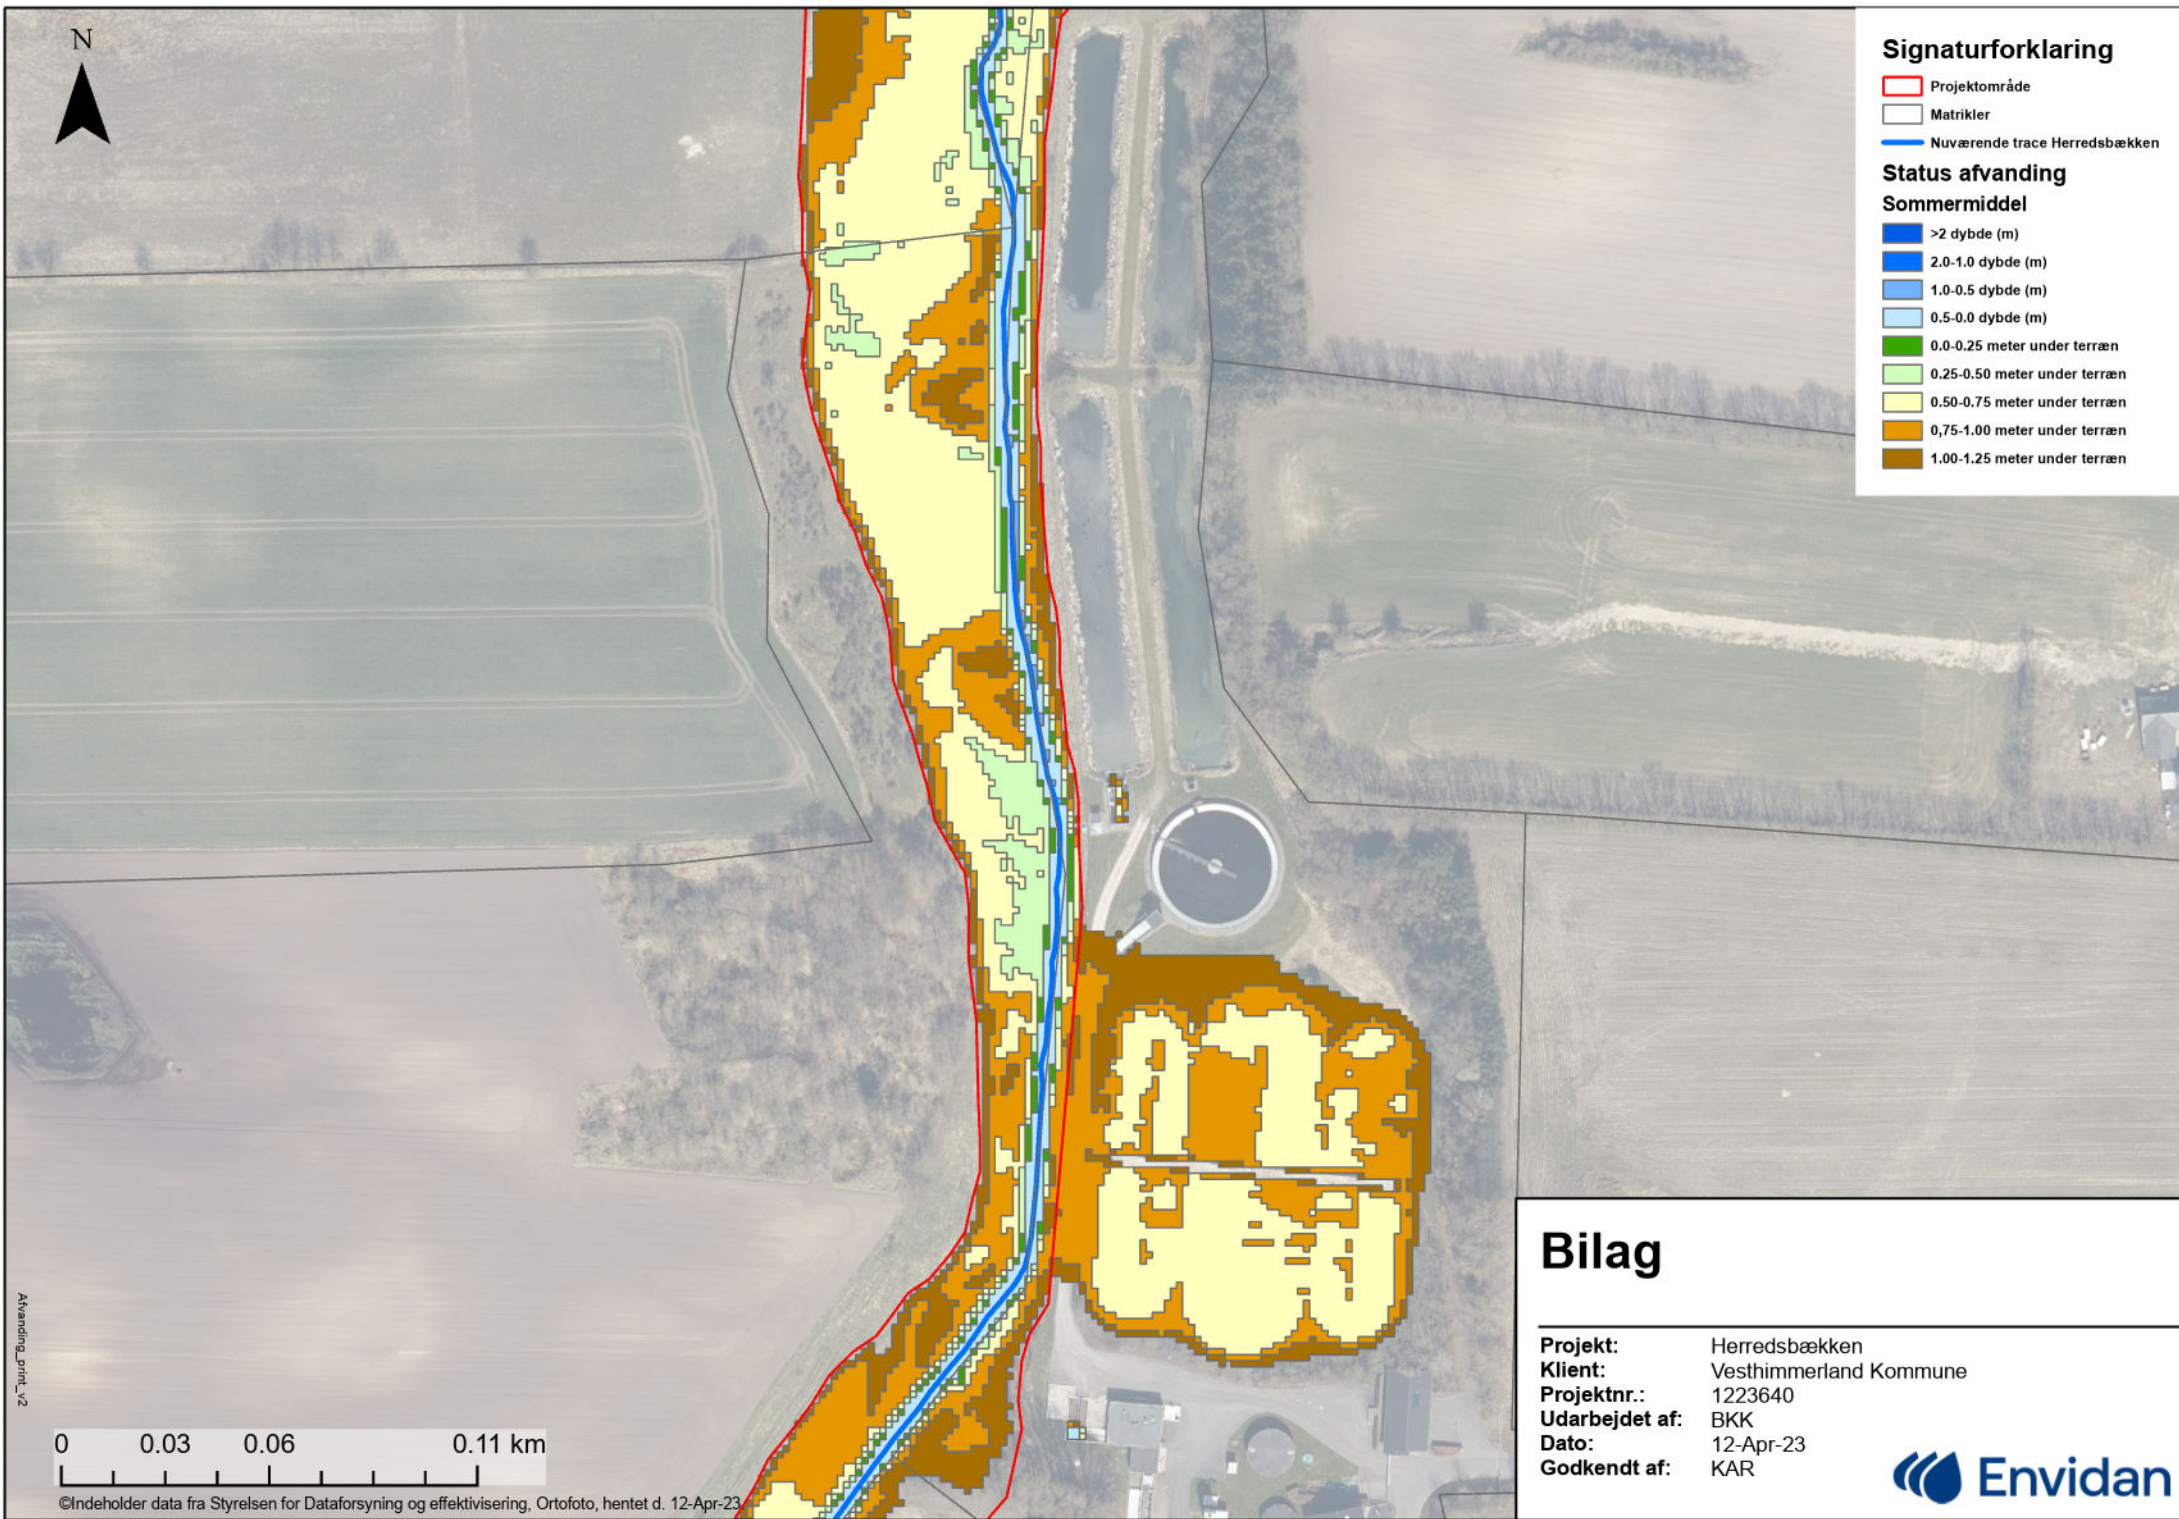 N
Signaturforklaring
Projektområde
Matrikler
Nuværende trace Herredsbækken
Status afvanding
Sommermiddel
>2 dybde (m)
2.0-1.0 dybde (m)
1.0-0.5 dybde (m)
0.5-0.0 dybde (m)
0.0-0.25 meter under terræn
0.25-0.50 meter under terræn
0.50-0.75 meter under terræn
0,75-1.00 meter under terræn
1.00-1.25 meter under terræn
Afvanding_print_v2
0 0.03 0.06 0.11 km
©Indeholder data fra Styrelsen for Dataforsyning og effektivisering, Ortofoto, hentet d. 12-Apr-23
Bilag
Projekt: Herredsbækken
Klient: Vesthimmerland Kommune
Projektnr.: 1223640
Udarbejdet af: BKK
Dato: 12-Apr-23
Godkendt af: KAR
Envidan